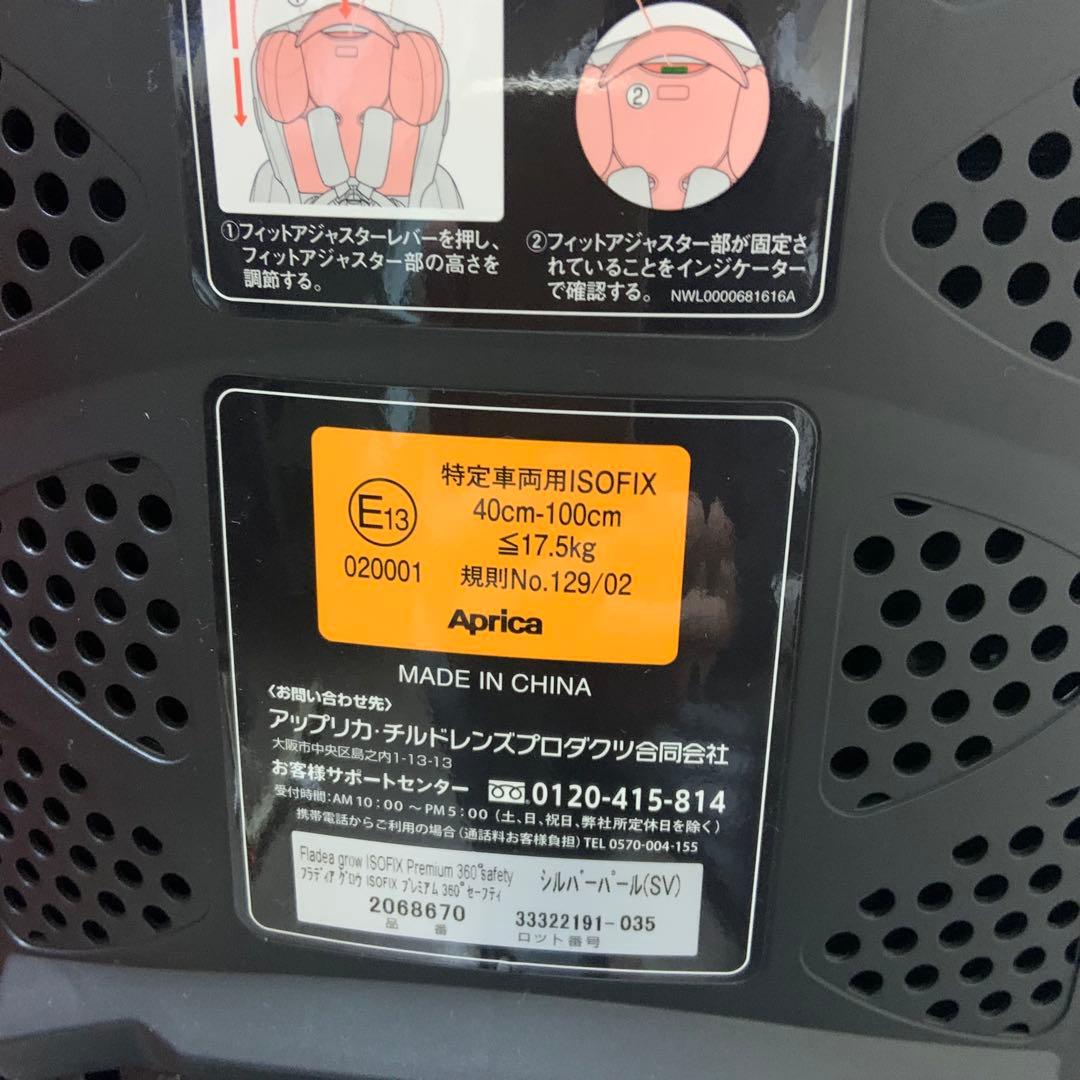 ①フィットアジャスターレバーを押し、
フィットアジャスター部の高さを
調節する。
②
②フィットアジャスター部が固定さ
れていることをインジケーター
で確認する。 NWL0000681616A
E13
020001
特定車両用ISOFIX
40cm-100cm
≦17.5kg
規則No.129/02
Aprica
MADE IN CHINA
〈お問い合わせ先〉
アップリカ・チルドレンズプロダクツ合同会社
大阪市中央区島之内1-13-13
お客様サポートセンター 0120-415-814
受付時間：AM 10：00 ～ PM 5：00 （土、日、祝日、弊社所定休日を除く）
携帯電話からご利用の場合（通話料お客様負担）TEL 0570-004-155
Fladea grow ISOFIX Premium 360°safety
フラディア グロウ ISOFIX プレミアム 360° セーフティ
シルバーパール(SV)
2068670
品 番
33322191-035
ロット番号